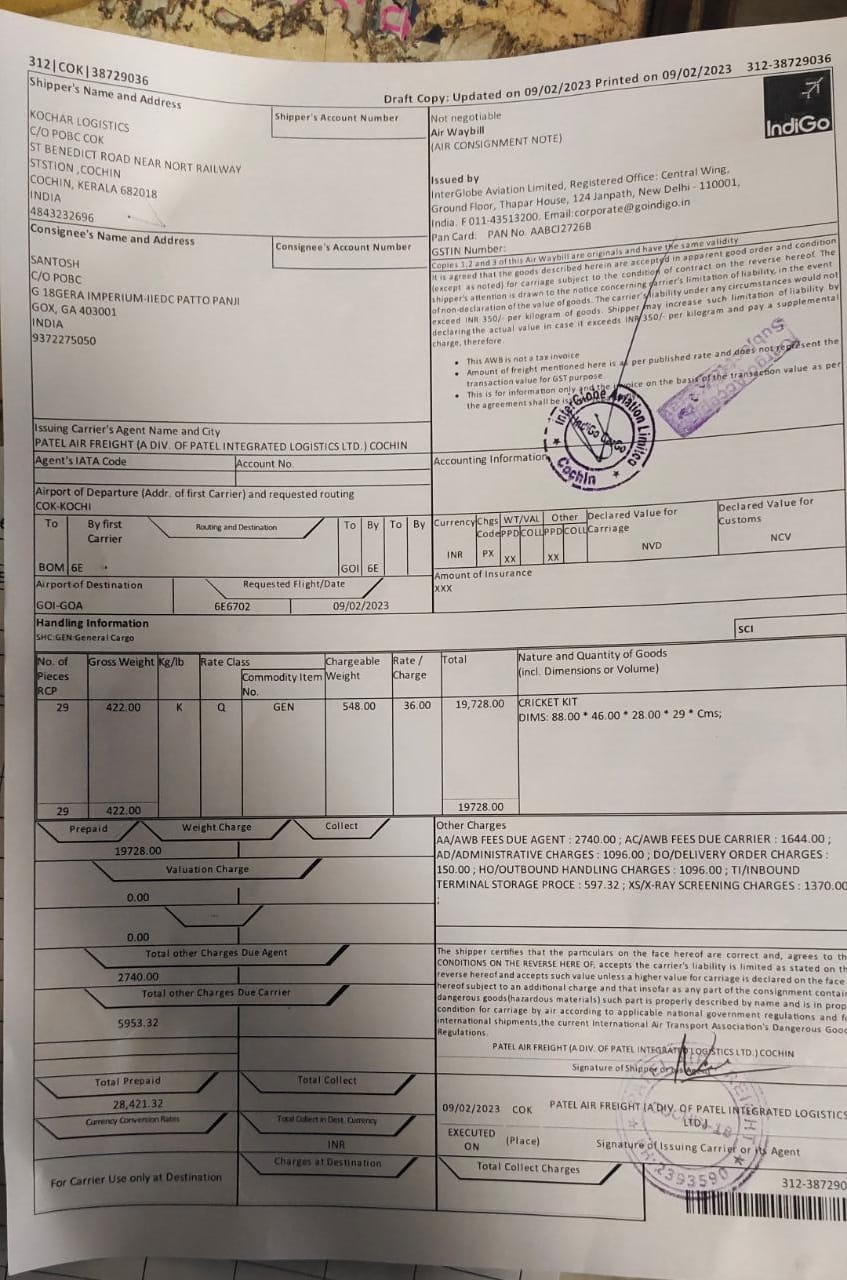 312|COK|38729036
Draft Copy: Updated on 09/02/2023 Printed on 09/02/2023 312-38729036
Shipper's Name and Address
Shipper's Account Number
KOCHAR LOGISTICS
C/O POBC COK
ST BENEDICT ROAD NEAR NORT RAILWAY
STSTION ,COCHIN
COCHIN, KERALA 682018
INDIA
4843232696
Not negotiable
Air Waybill
(AIR CONSIGNMENT NOTE)
IndiGo
Issued by
InterGlobe Aviation Limited, Registered Office: Central Wing,
Ground Floor, Thapar House, 124 Janpath, New Delhi - 110001,
India. F 011-43513200. Email:corporate@goindigo.in
Pan Card: PAN No. AABCI2726B
GSTIN Number:
Consignee's Name and Address
Consignee's Account Number
SANTOSH
C/O POBC
G 18GERA IMPERIUM-IIEDC PATTO PANJI
GOX, GA 403001
INDIA
9372275050
Copies 1,2 and 3 of this Air Waybill are originals and have the same validity
It is agreed that the goods described herein are accepted in apparent good order and condition
(except as noted) for carriage subject to the condition of contract on the reverse hereof. The
shipper's attention is drawn to the notice concerning carrier's limitation of liability, in the event
of non-declaration of the value of goods. The carrier's liability under any circumstances would not
exceed INR 350/- per kilogram of goods. Shipper may increase such limitation of liability by
declaring the actual value in case it exceeds INR 350/- per kilogram and pay a supplemental
charge, therefore.
• This AWB is not a tax invoice
• Amount of freight mentioned here is as per published rate and does not represent the
transaction value for GST purpose
• This is for information only and the invoice on the basis of the transaction value as per
the agreement shall be
InterGlobe Aviation Limited
IndiGo CarGo
Cochin
Issuing Carrier's Agent Name and City
PATEL AIR FREIGHT (A DIV. OF PATEL INTEGRATED LOGISTICS LTD.) COCHIN
Agent's IATA Code
Account No.
Accounting Information
Airport of Departure (Addr. of first Carrier) and requested routing
COK-KOCHI
To By first Carrier Routing and Destination To By To By
BOM 6E GOI 6E
Currency Chgs Code WT/VAL PPD COLL Other PPD COLL Declared Value for Carriage Declared Value for Customs
INR PX XX XX NVD NCV
Airport of Destination
Requested Flight/Date
GOI-GOA 6E6702 09/02/2023
Amount of Insurance
XXX
Handling Information
SHC:GEN:General Cargo
SCI
No. of Pieces RCP Gross Weight Kg/lb Rate Class Commodity Item No. Chargeable Weight Rate / Charge Total Nature and Quantity of Goods (incl. Dimensions or Volume)
29 422.00 K Q GEN 548.00 36.00 19,728.00 CRICKET KIT
DIMS: 88.00 * 46.00 * 28.00 * 29 * Cms;
29 422.00 19728.00
Prepaid Weight Charge Collect
19728.00
Valuation Charge
0.00
0.00
Other Charges
AA/AWB FEES DUE AGENT : 2740.00 ; AC/AWB FEES DUE CARRIER : 1644.00 ;
AD/ADMINISTRATIVE CHARGES : 1096.00 ; DO/DELIVERY ORDER CHARGES :
150.00 ; HO/OUTBOUND HANDLING CHARGES : 1096.00 ; TI/INBOUND
TERMINAL STORAGE PROCE : 597.32 ; XS/X-RAY SCREENING CHARGES : 1370.00
;
Total other Charges Due Agent
2740.00
Total other Charges Due Carrier
5953.32
The shipper certifies that the particulars on the face hereof are correct and, agrees to th
CONDITIONS ON THE REVERSE HERE OF, accepts the carrier's liability is limited as stated on th
reverse hereof and accepts such value unless a higher value for carriage is declared on the face
hereof subject to an additional charge and that insofar as any part of the consignment contai
dangerous goods(hazardous materials) such part is properly described by name and is in prop
condition for carriage by air according to applicable national government regulations and f
international shipments,the current International Air Transport Association's Dangerous Good
Regulations.
PATEL AIR FREIGHT (A DIV. OF PATEL INTEGRATED LOGISTICS LTD.) COCHIN
Signature of Shipper or its Agent
Total Prepaid
Total Collect
28,421.32
Currency Conversion Rates
Total Collect in Dest. Currency
INR
09/02/2023 COK PATEL AIR FREIGHT (A DIV. OF PATEL INTEGRATED LOGISTICS
LTD.)
EXECUTED ON (Place) Signature of Issuing Carrier or its Agent
For Carrier Use only at Destination
Charges at Destination
Total Collect Charges
2393590
312-387290